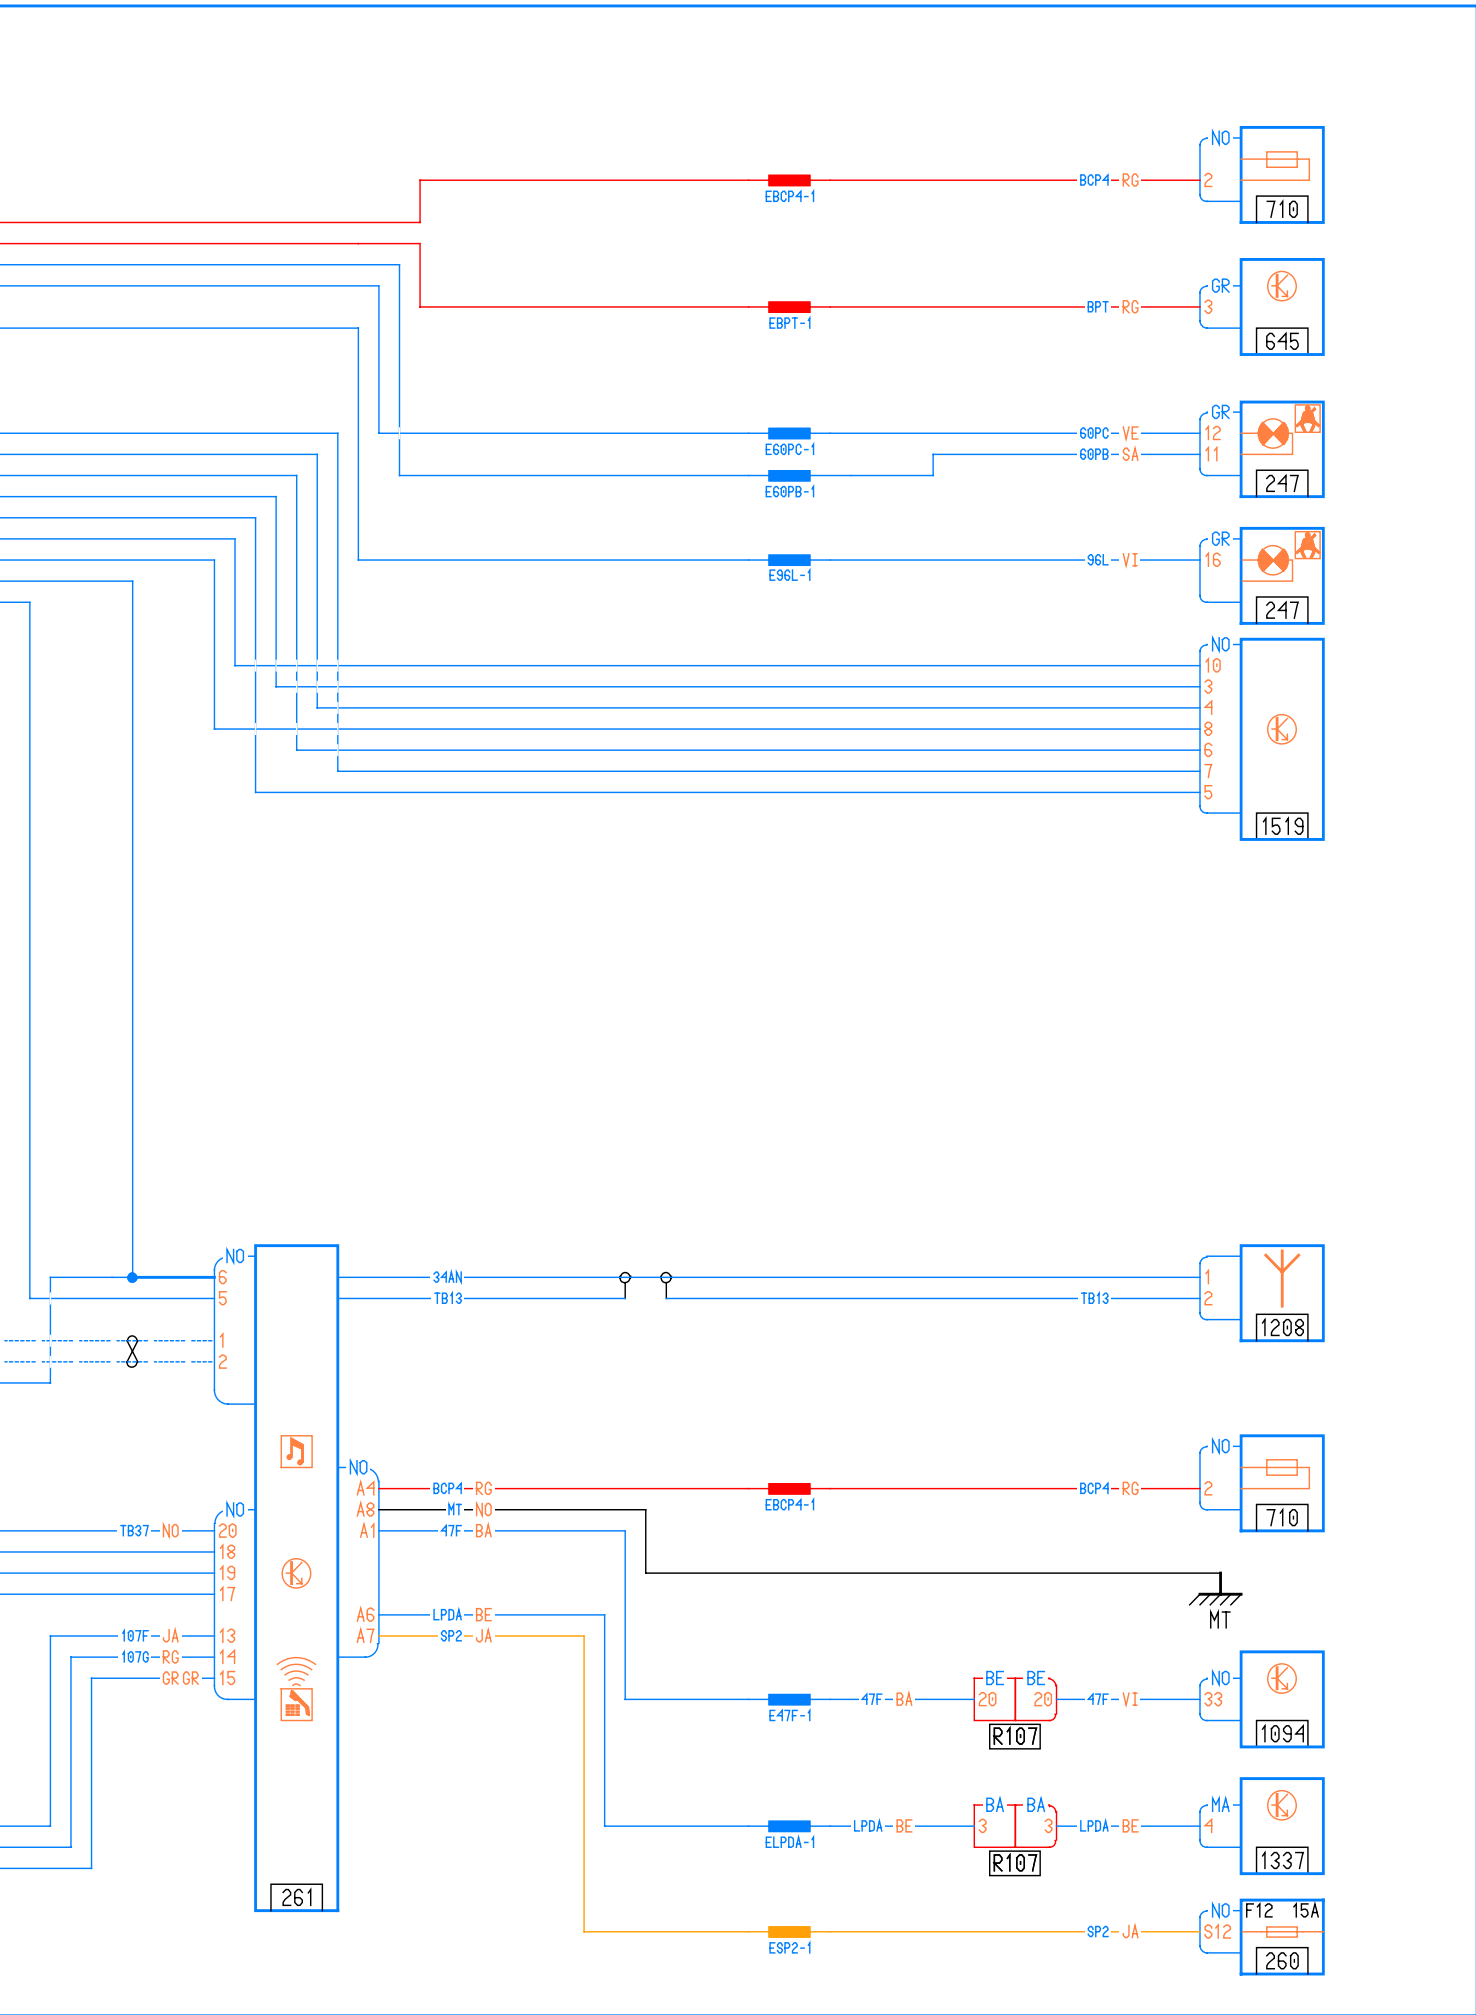 NO
BCP4 RG 2
EBCP4-1
710
GR
BPT RG 3
EBPT-1
645
GR
60PC VE 12
E60PC-1
60PB SA 11
E60PB-1
247
GR
96L VI 16
E96L-1
247
NO
10
3
4
8
6
7
5
1519
NO
6 34AN 1
5 TB13 TB13 2
1
2
1208
NO
NO
A4 BCP4 RG BCP4 RG 2
EBCP4-1
710
NO
A8 MT NO
TB37 NO 20 A1 47F BA
18
19
17
MT
A6 LPDA BE
107F JA 13 A7 SP2 JA
107G RG 14
GR GR 15
BE BE NO
47F BA 20 20 47F VI 33
E47F-1
R107
1094
BA BA MA
LPDA BE 3 3 LPDA BE 4
ELPDA-1
R107
1337
261
NO F12 15A
SP2 JA S12
ESP2-1
260